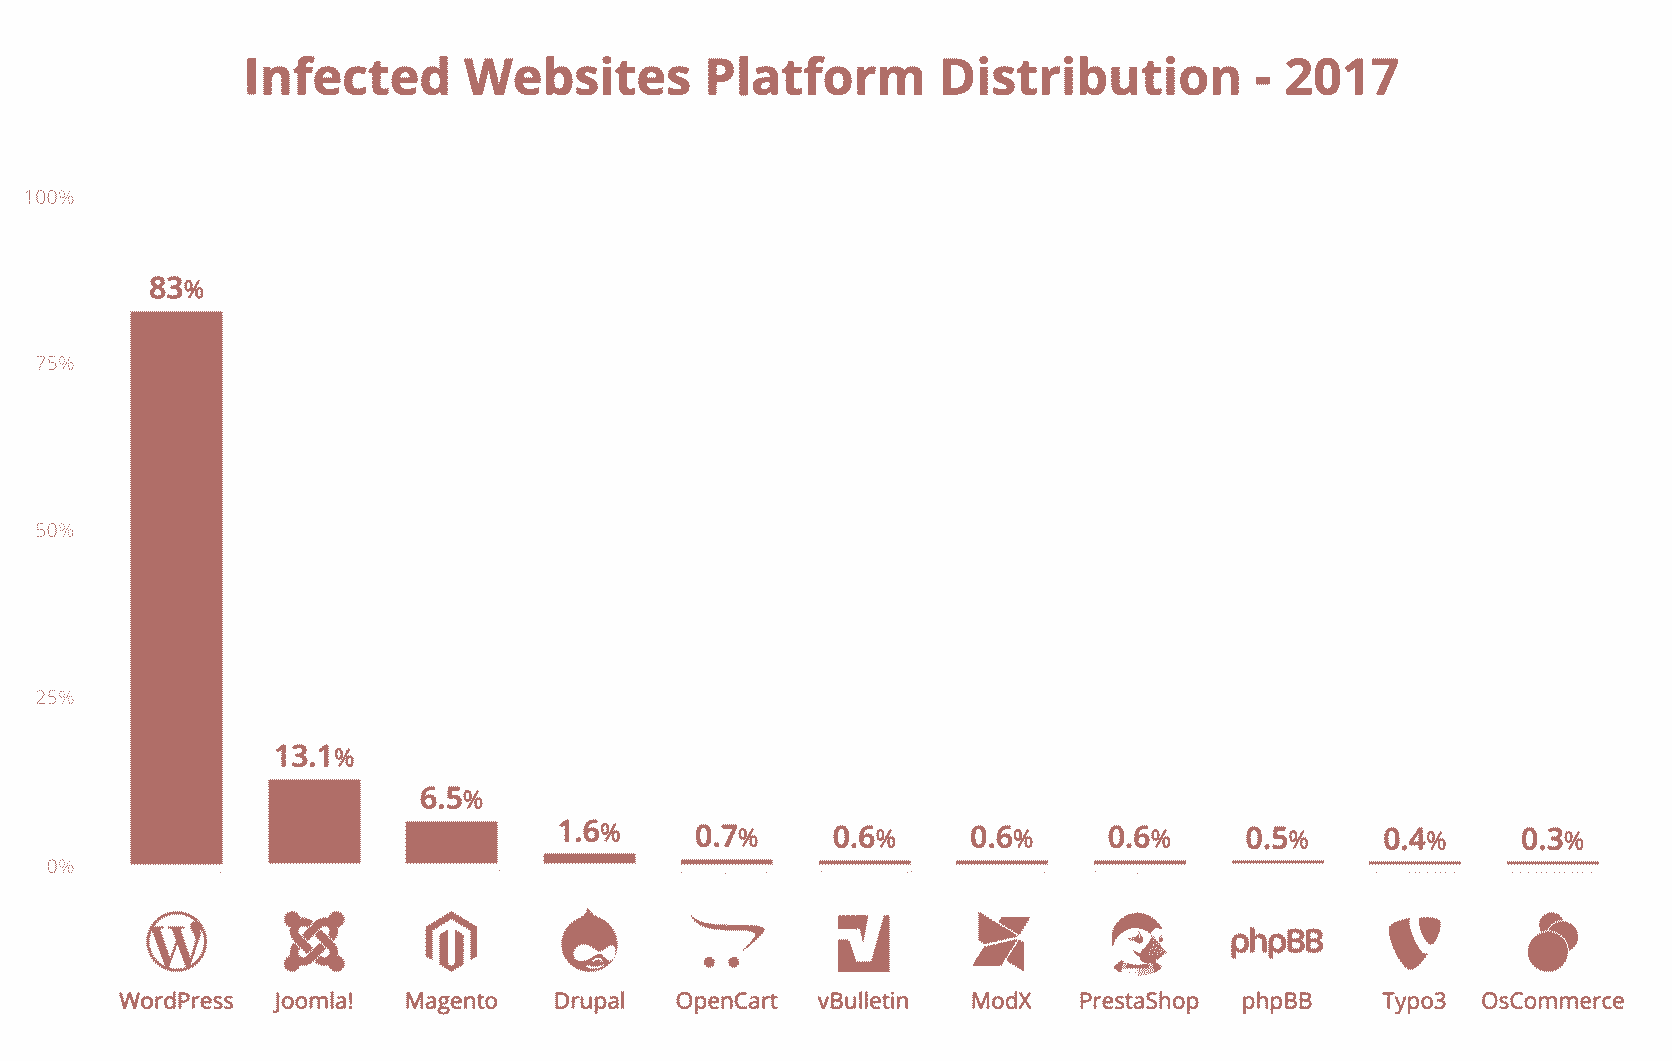 Infected Websites Platform Distribution - 2017
100%
75%
50%
25%
0%
83%
13.1%
6.5%
1.6%
0.7%
0.6%
0.6%
0.6%
0.5%
0.4%
0.3%
phpBB
WordPress
Joomla!
Magento
Drupal
OpenCart
vBulletin
ModX
PrestaShop
phpBB
Typo3
OsCommerce